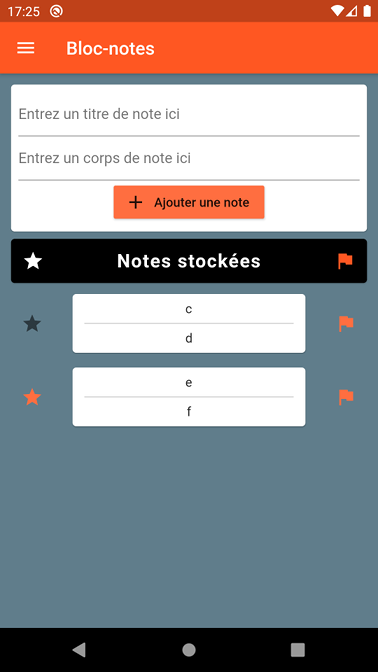 17:25
Bloc-notes
Entrez un titre de note ici
Entrez un corps de note ici
Ajouter une note
Notes stockées
c
d
e
f